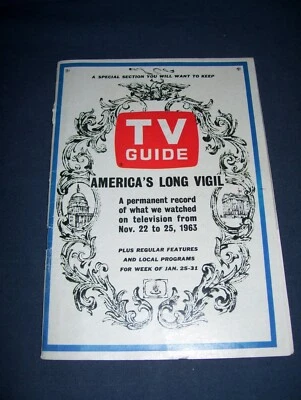 A SPECIAL SECTION YOU WILL WANT TO KEEP
TV
GUIDE
AMERICA'S LONG VIGIL
A permanent record
of what we watched
on television from
Nov. 22 to 25, 1963
PLUS REGULAR FEATURES
AND LOCAL PROGRAMS
FOR WEEK OF JAN. 25-31